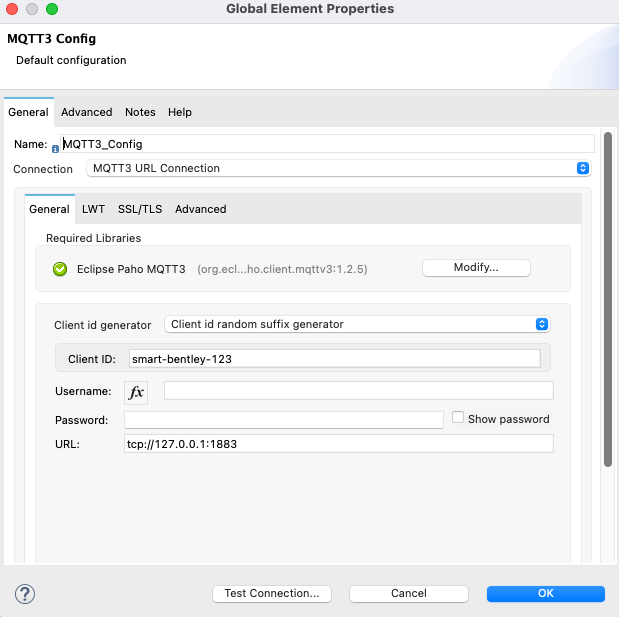 Global Element Properties
MQTT3 Config
Default configuration
General Advanced Notes Help
Name: MQTT3_Config
Connection MQTT3 URL Connection
General LWT SSL/TLS Advanced
Required Libraries
Eclipse Paho MQTT3 (org.ecl...ho.client.mqttv3:1.2.5) Modify...
Client id generator Client id random suffix generator
Client ID: smart-bentley-123
Username: fx
Password: Show password
URL: tcp://127.0.0.1:1883
? Test Connection... Cancel OK